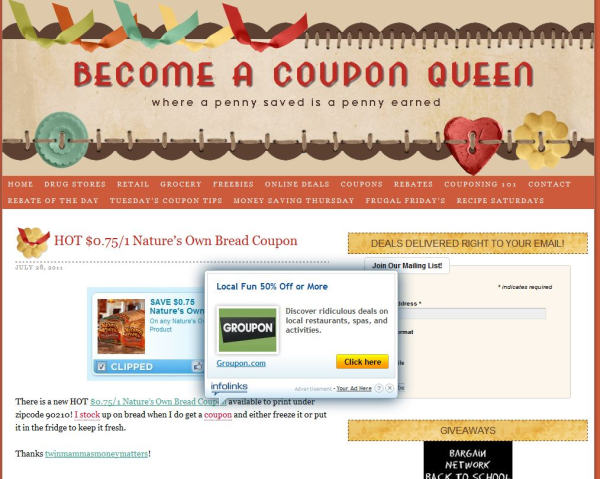 BECOME A COUPON QUEEN
where a penny saved is a penny earned
HOME DRUG STORES RETAIL GROCERY FREEBIES ONLINE DEALS COUPONS REBATES COUPONING 101 CONTACT
REBATE OF THE DAY TUESDAY'S COUPON TIPS MONEY SAVING THURSDAY FRUGAL FRIDAY'S RECIPE SATURDAYS
HOT $0.75/1 Nature's Own Bread Coupon
JULY 28, 2011
SAVE $0.75
Nature's Own
On any Nature's O
Product
CLIPPED
Local Fun 50% Off or More
GROUPON
Discover ridiculous deals on
local restaurants, spas, and
activities.
Groupon.com
Click here
infolinks
Advertisement - Your Ad Here
There is a new HOT $0.75/1 Nature's Own Bread Coupon available to print under
zipcode 90210! I stock up on bread when I do get a coupon and either freeze it or put
it in the fridge to keep it fresh.
Thanks twinmammasmoneymatters!
DEALS DELIVERED RIGHT TO YOUR EMAIL!
Join Our Mailing List!
* indicates required
ddress *
rmat
GIVEAWAYS
BARGAIN
NETWORK
BACK TO SCHOOL